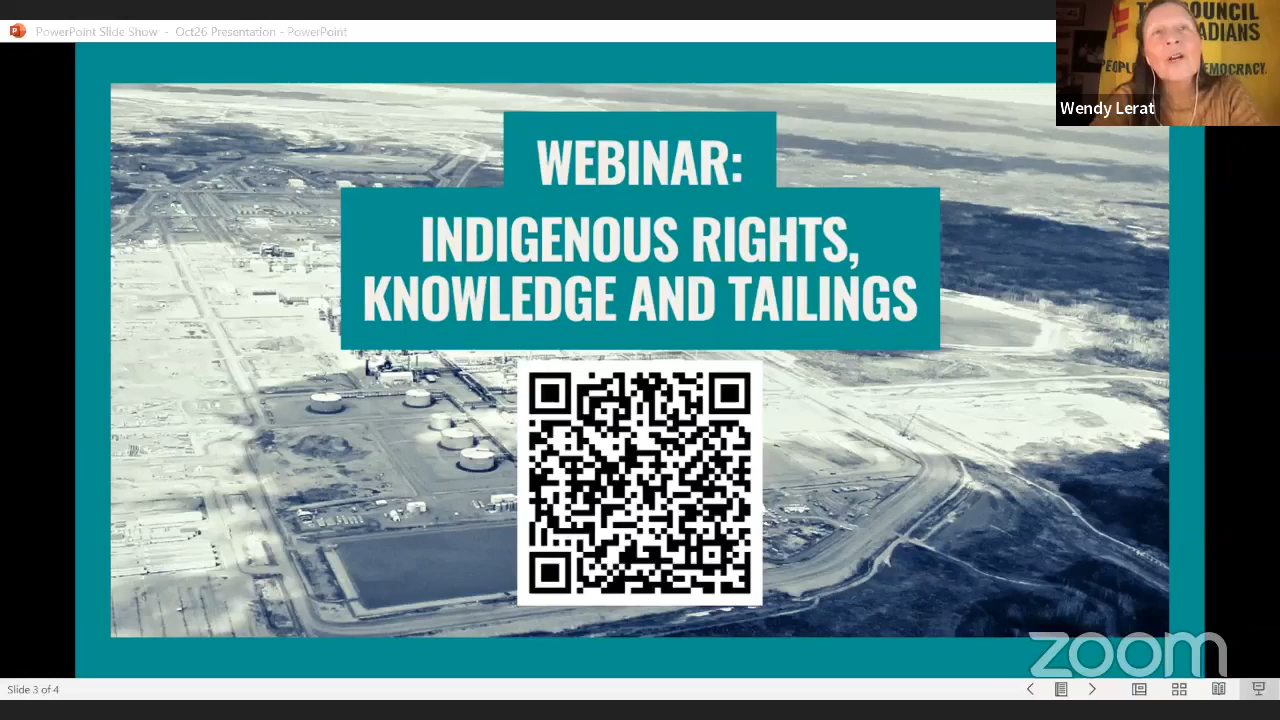 PowerPoint Slide Show - Oct26 Presentation - PowerPoint
COUNCIL
Wendy Lerat
WEBINAR:
INDIGENOUS RIGHTS,
KNOWLEDGE AND TAILINGS
zoom
Slide 3 of 4